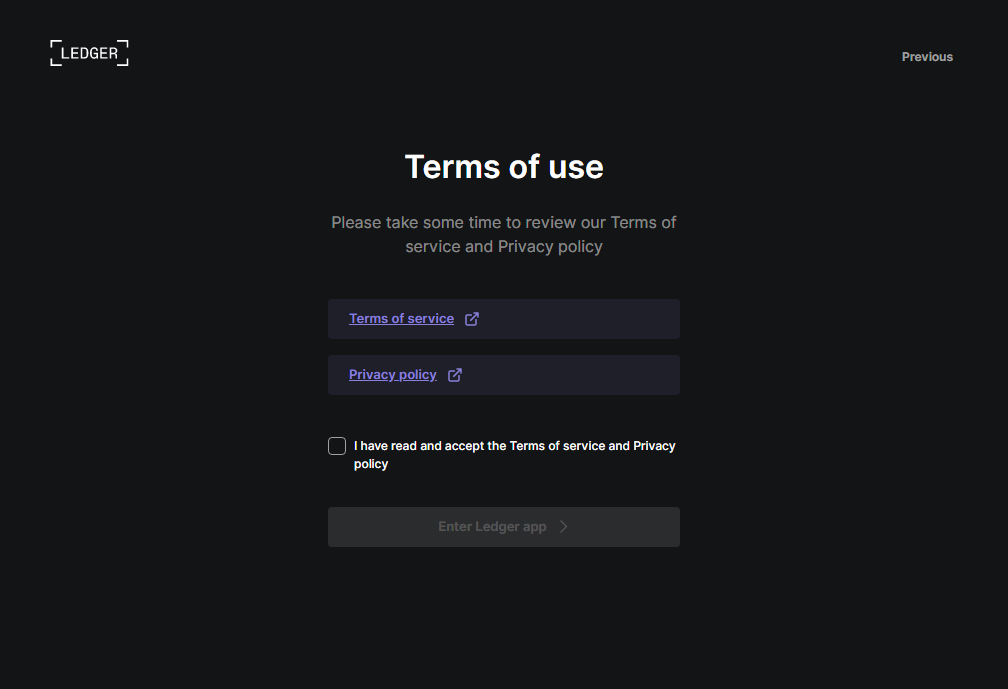 LEDGER
Previous
Terms of use
Please take some time to review our Terms of
service and Privacy policy
Terms of service
Privacy policy
I have read and accept the Terms of service and Privacy
policy
Enter Ledger app